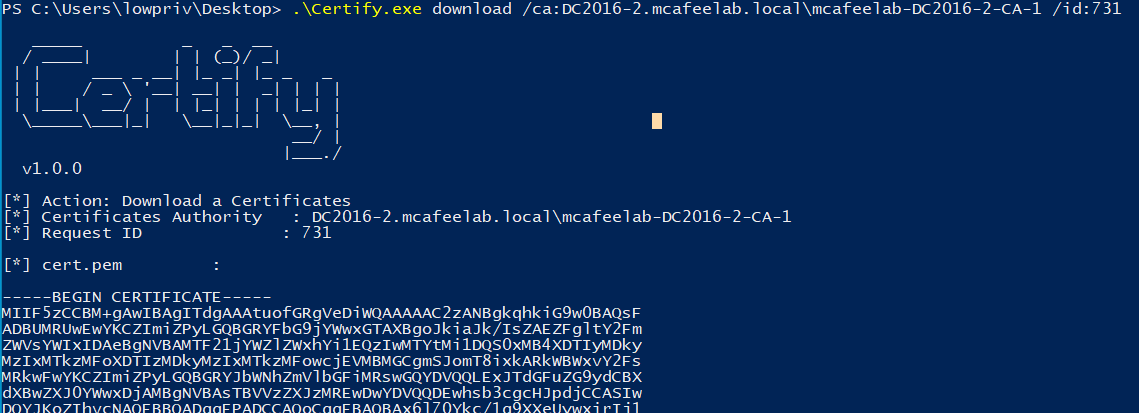 PS C:\Users\lowpriv\Desktop> .\Certify.exe download /ca:DC2016-2.mcafeelab.local\mcafeelab-DC2016-2-CA-1 /id:731
Certify
v1.0.0
[*] Action: Download a Certificates
[*] Certificates Authority   : DC2016-2.mcafeelab.local\mcafeelab-DC2016-2-CA-1
[*] Request ID              : 731
[*] cert.pem         :
-----BEGIN CERTIFICATE-----
MIIF5zCCBM+gAwIBAgITdgAAAtuofGRgVeDiWQAAAAAC2zANBgkqhkiG9w0BAQsF
ADBUMRUwEwYKCZImiZPyLGQBGRYFbG9jYWwxGTAXBgoJkiaJk/IsZAEZFgltY2Fm
ZWVsYWIxIDAeBgNVBAMTF21jYWZlZWxhYi1EQzIwMTYtMi1DQS0xMB4XDTIyMDky
MzIxMTkzMFoXDTIzMDkyMzIxMTkzMFowcjEVMBMGCgmSJomT8ixkARkWBWxvY2Fs
MRkwFwYKCZImiZPyLGQBGRYJbWNhZmVlbGFiMRswGQYDVQQLExJTdGFuZG9ydCBX
dXBwZXJ0YWwxDjAMBgNVBAsTBVVzZXJzMREwDwYDVQQDEwhsb3cgcHJpdjCCASIw